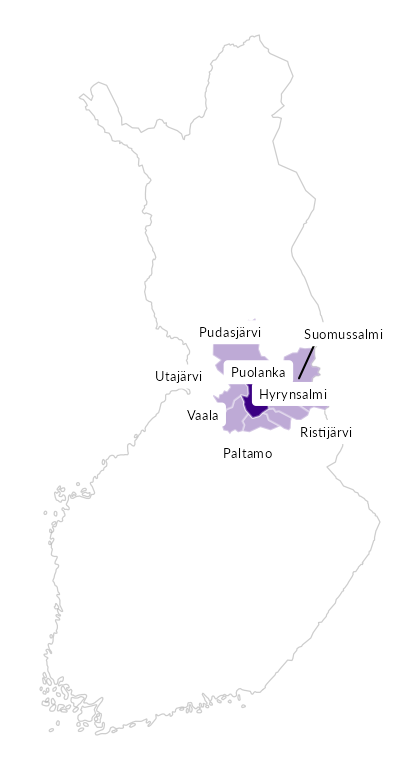 Pudasjärvi
Suomussalmi
Puolanka
Utajärvi
Hyrynsalmi
Vaala
Ristijärvi
Paltamo